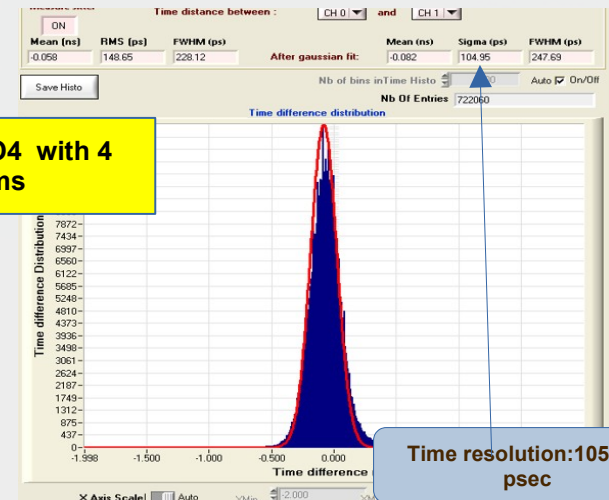 Measure Jitter Time distance between : CH 0 and CH 1
ON
Mean (ns) RMS (ps) FWHM (ps) Mean (ns) Sigma (ps) FWHM (ps)
-0.058 148.65 228.12 After gaussian fit: -0.082 104.95 247.69
Save Histo Nb of bins inTime Histo Auto On/Off
Nb Of Entries 722060
Time difference distribution
04 with 4
ms
Time difference Distribution
7872
7434
6997
6560
6122
5685
5248
4810
4373
3936
3498
3061
2624
2187
1749
1312
875
437
0
-1.998 -1.500 -1.000 -0.500 0.000
Time difference
Time resolution:105
psec
X Axis Scale Auto XMin -2.000